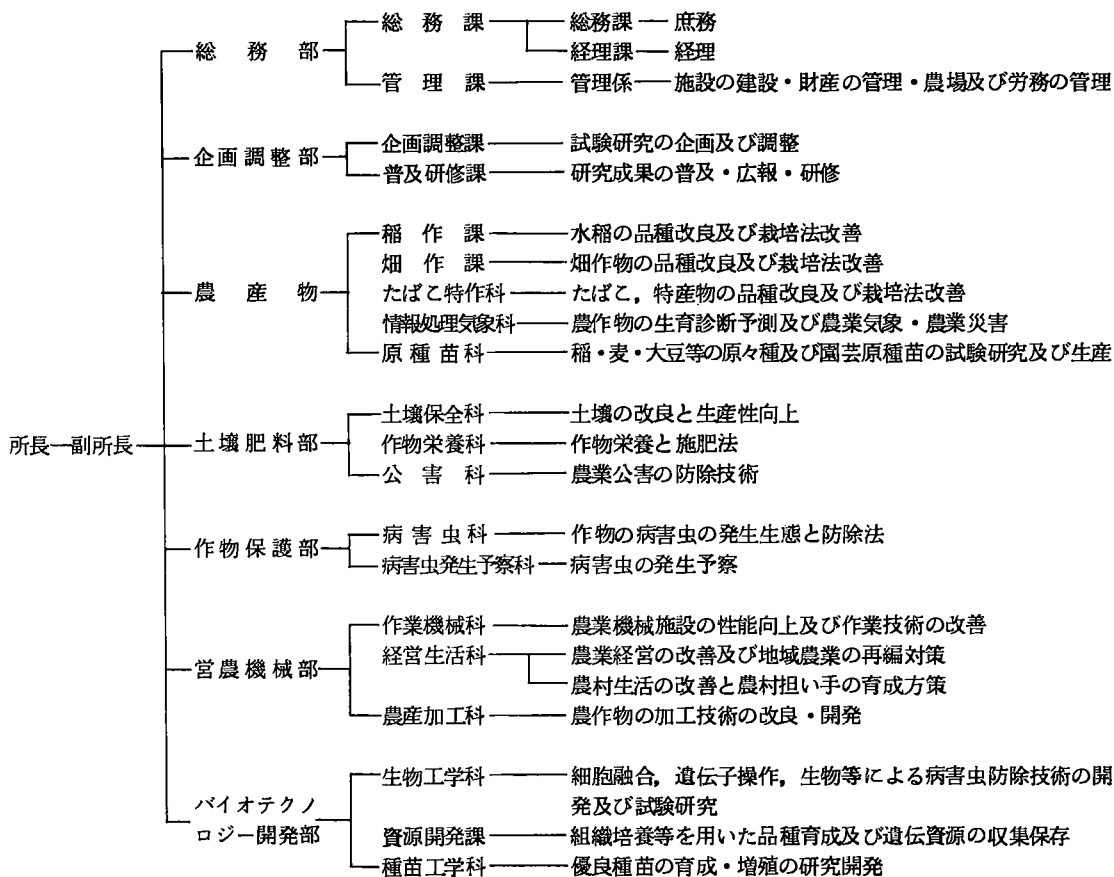 総務課 総務課 庶務
総務部 経理課 経理
管理課 管理係 施設の建設・財産の管理・農場及び労務の管理
企画調整課 試験研究の企画及び調整
企画調整部
普及研修課 研究成果の普及・広報・研修
稲作課 水稲の品種改良及び栽培法改善
畑作課 畑作物の品種改良及び栽培法改善
農産物 たばこ特作科 たばこ，特産物の品種改良及び栽培法改善
情報処理気象科 農作物の生育診断予測及び農業気象・農業災害
原種苗科 稲・麦・大豆等の原々種及び園芸原種苗の試験研究及び生産
土壌保全科 土壌の改良と生産性向上
所長 副所長 土壌肥料部 作物栄養科 作物栄養と施肥法
公害科 農業公害の防除技術
病害虫科 作物の病害虫の発生生態と防除法
作物保護部
病害虫発生予察科 病害虫の発生予察
作業機械科 農業機械施設の性能向上及び作業技術の改善
経営生活科 農業経営の改善及び地域農業の再編対策
営農機械部 農村生活の改善と農村担い手の育成方策
農産加工科 農作物の加工技術の改良・開発
生物工学科 細胞融合，遺伝子操作，生物等による病害虫防除技術の開
バイオテクノ 発及び試験研究
ロジー開発部 資源開発課 組織培養等を用いた品種育成及び遺伝資源の収集保存
種苗工学科 優良種苗の育成・増殖の研究開発